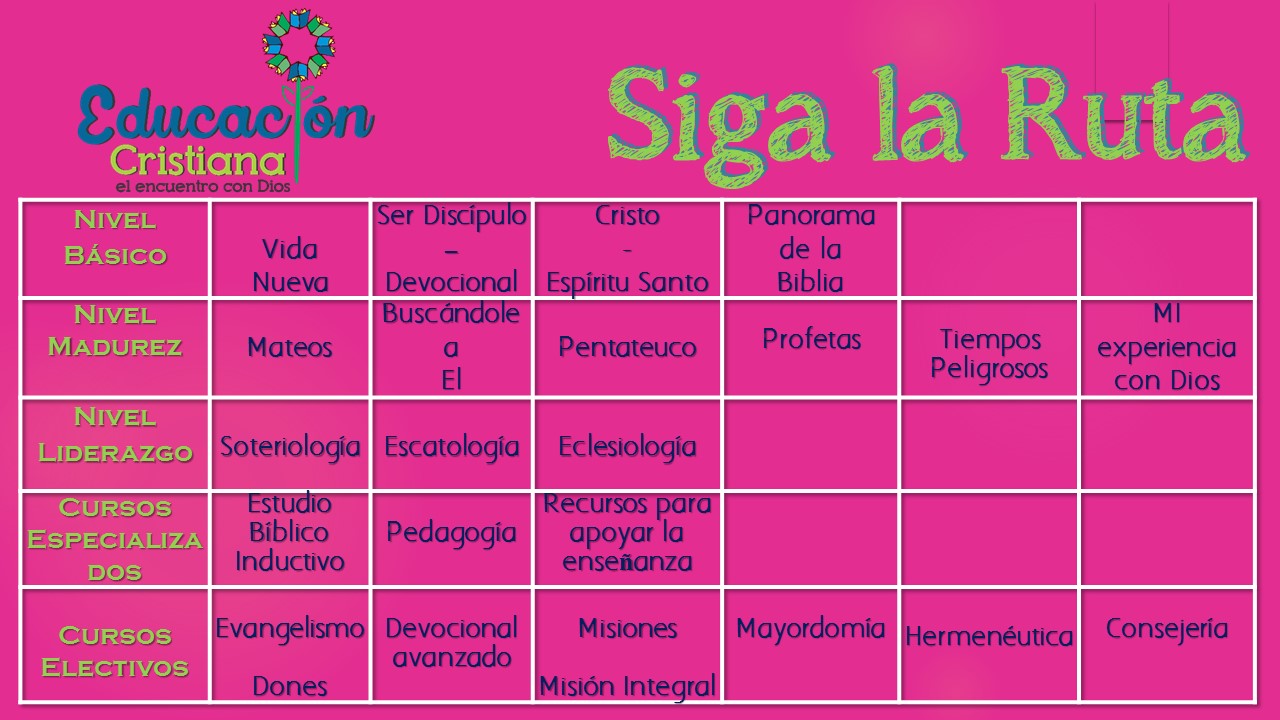 Educación
Cristiana
el encuentro con Dios
Siga la Ruta
Nivel
Básico
Vida
Nueva
Ser Discípulo
–
Devocional
Cristo
-
Espíritu Santo
Panorama
de la
Biblia
Nivel
Madurez
Mateos
Buscándole
a
El
Pentateuco
Profetas
Tiempos
Peligrosos
MI
experiencia
con Dios
Nivel
Liderazgo
Soteriología
Escatología
Eclesiología
Cursos
Especializa
dos
Estudio
Bíblico
Inductivo
Pedagogía
Recursos para
apoyar la
enseñanza
Cursos
Electivos
Evangelismo
Dones
Devocional
avanzado
Misiones
Misión Integral
Mayordomía
Hermenéutica
Consejería